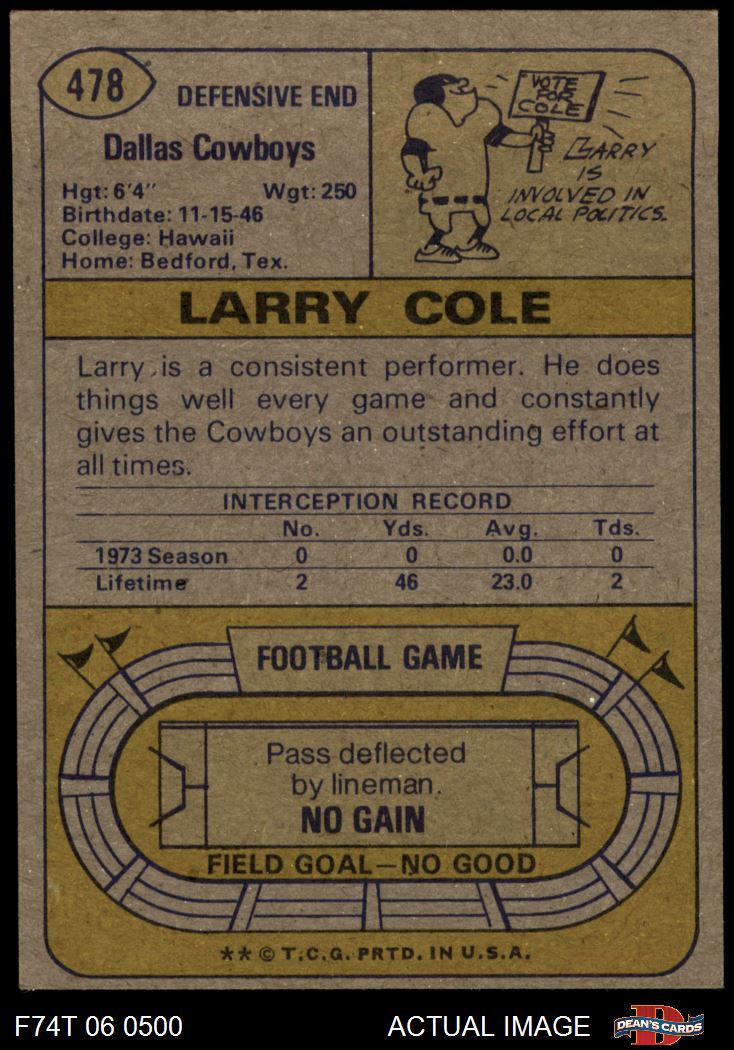 478
DEFENSIVE END
Dallas Cowboys
Hgt: 6'4" Wgt: 250
Birthdate: 11-15-46
College: Hawaii
Home: Bedford, Tex.
VOTE
FOR
COLE
LARRY
IS
INVOLVED IN
LOCAL POLITICS.
LARRY COLE
Larry is a consistent performer. He does
things well every game and constantly
gives the Cowboys an outstanding effort at
all times.
INTERCEPTION RECORD
No. Yds. Avg. Tds.
1973 Season 0 0 0.0 0
Lifetime 2 46 23.0 2
FOOTBALL GAME
Pass deflected
by lineman.
NO GAIN
FIELD GOAL—NO GOOD
** © T.C.G. PRTD. IN U.S.A.
F74T 06 0500 ACTUAL IMAGE
D
DEAN'S CARDS